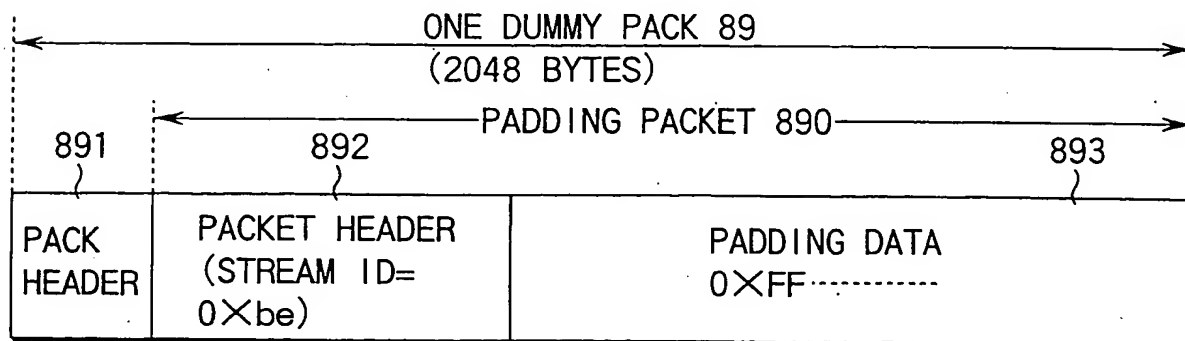 ONE DUMMY PACK 89
(2048 BYTES)
PADDING PACKET 890
891
892
893
PACK
HEADER
PACKET HEADER
(STREAM ID=
0×be)
PADDING DATA
0×FF············